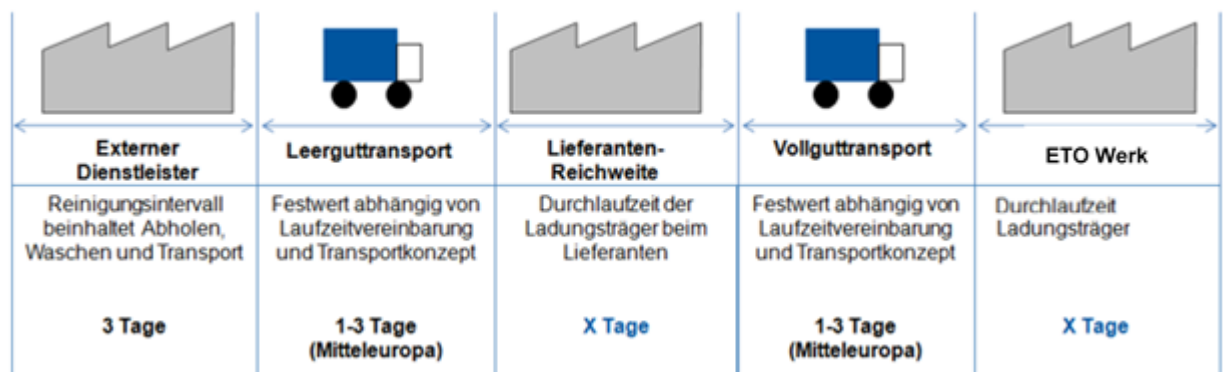 Externer
Dienstleister
Leerguttransport
Lieferanten-
Reichweite
Vollguttransport
ETO Werk
Reinigungsintervall
beinhaltet Abholen,
Waschen und Transport
Festwert abhängig von
Laufzeitvereinbarung
und Transportkonzept
Durchlaufzeit der
Ladungsträger beim
Lieferanten
Festwert abhängig von
Laufzeitvereinbarung
und Transportkonzept
Durchlaufzeit
Ladungsträger
3 Tage
1-3 Tage
(Mitteleuropa)
X Tage
1-3 Tage
(Mitteleuropa)
X Tage